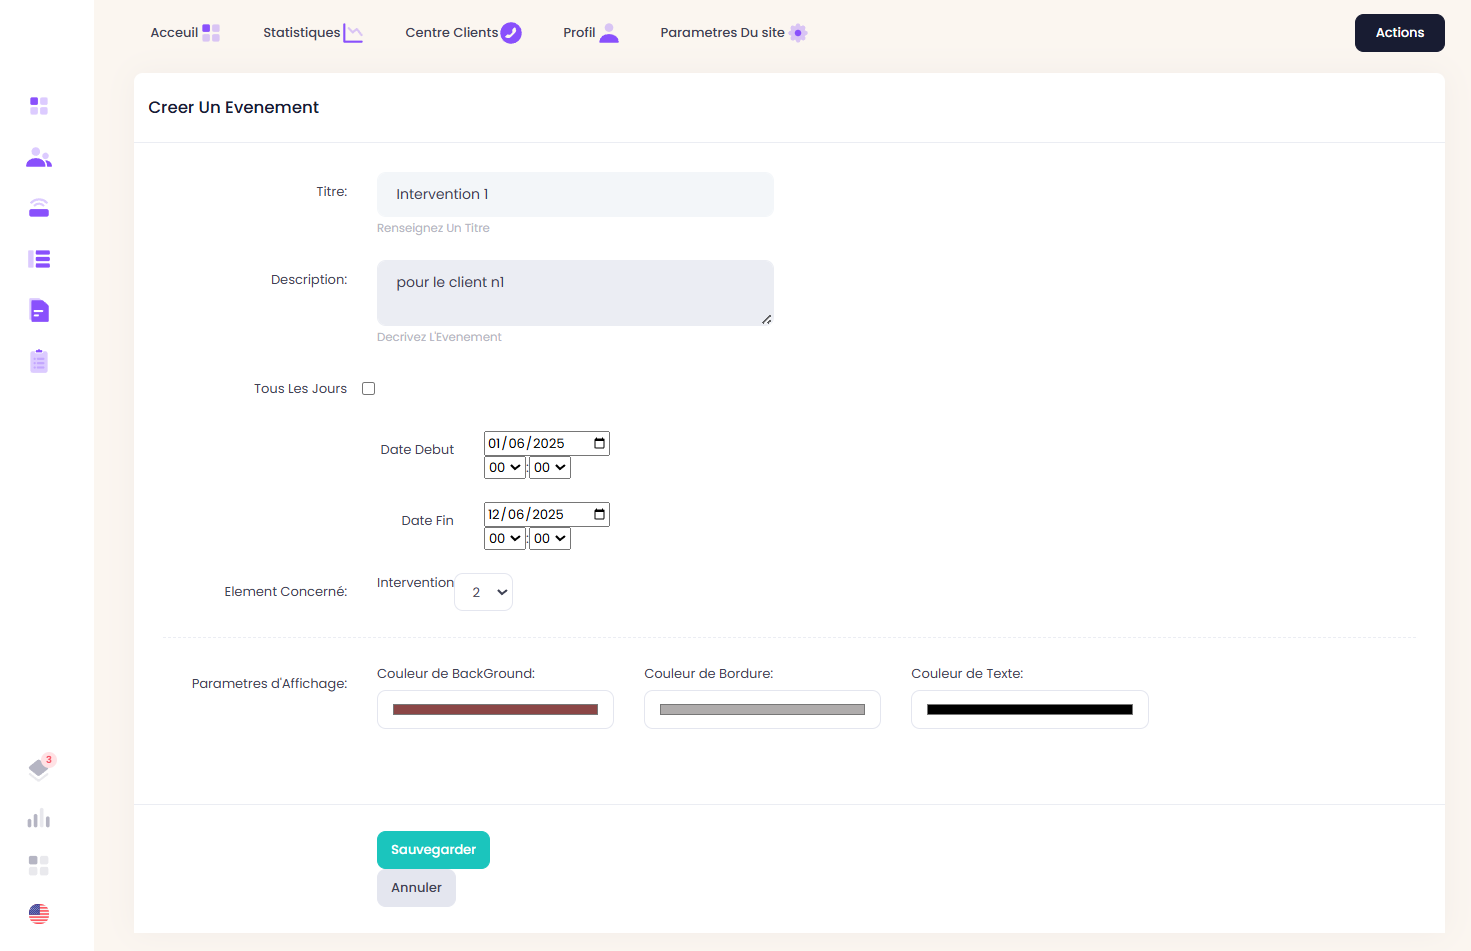 Acceuil Statistiques Centre Clients Profil Parametres Du site Actions
Creer Un Evenement
Titre: Intervention 1
Renseignez Un Titre
Description: pour le client n1
Decrivez L'Evenement
Tous Les Jours
Date Debut 01/06/2025
00 : 00
Date Fin 12/06/2025
00 : 00
Element Concerné: Intervention 2
Parametres d'Affichage: Couleur de BackGround: Couleur de Bordure: Couleur de Texte:
3
Sauvegarder
Annuler